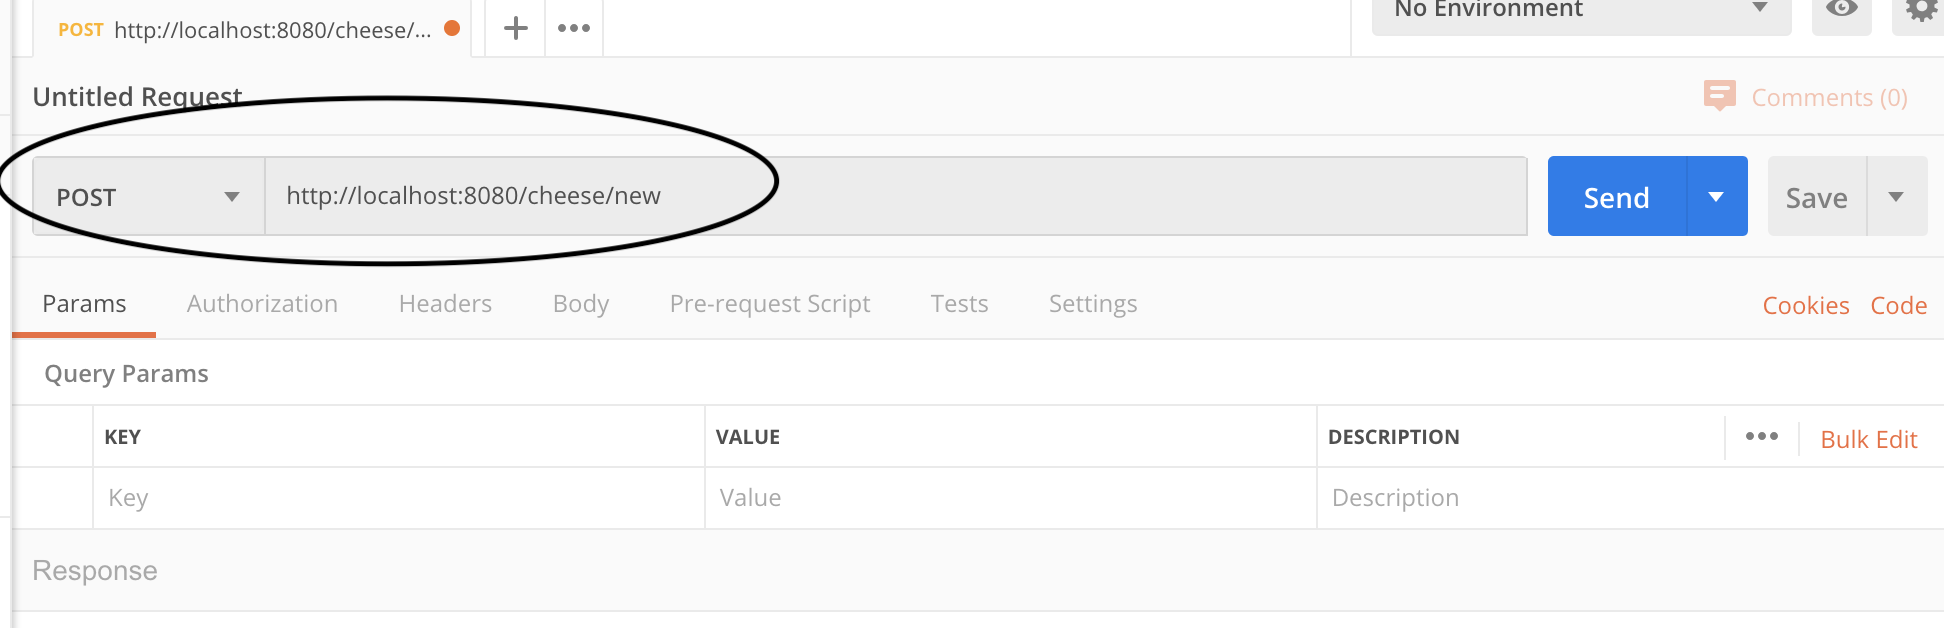 POST http://localhost:8080/cheese/...
No Environment
Untitled Request
Comments (0)
POST http://localhost:8080/cheese/new
Send
Save
Params Authorization Headers Body Pre-request Script Tests Settings Cookies Code
Query Params
KEY VALUE DESCRIPTION Bulk Edit
Key Value Description
Response